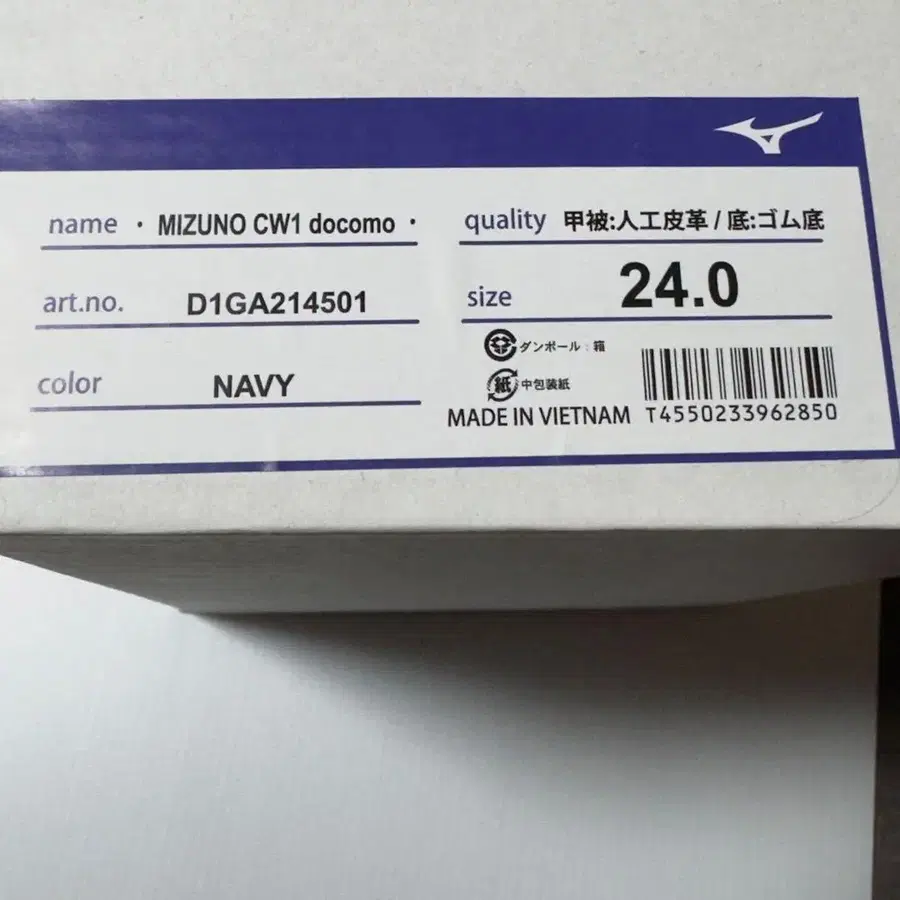 name ・ MIZUNO CW1 docomo ・
quality 甲被:人工皮革 / 底:ゴム底
art.no. D1GA214501
size 24.0
color NAVY
ダンボール：箱
紙 中包装紙
MADE IN VIETNAM
T4550233962850